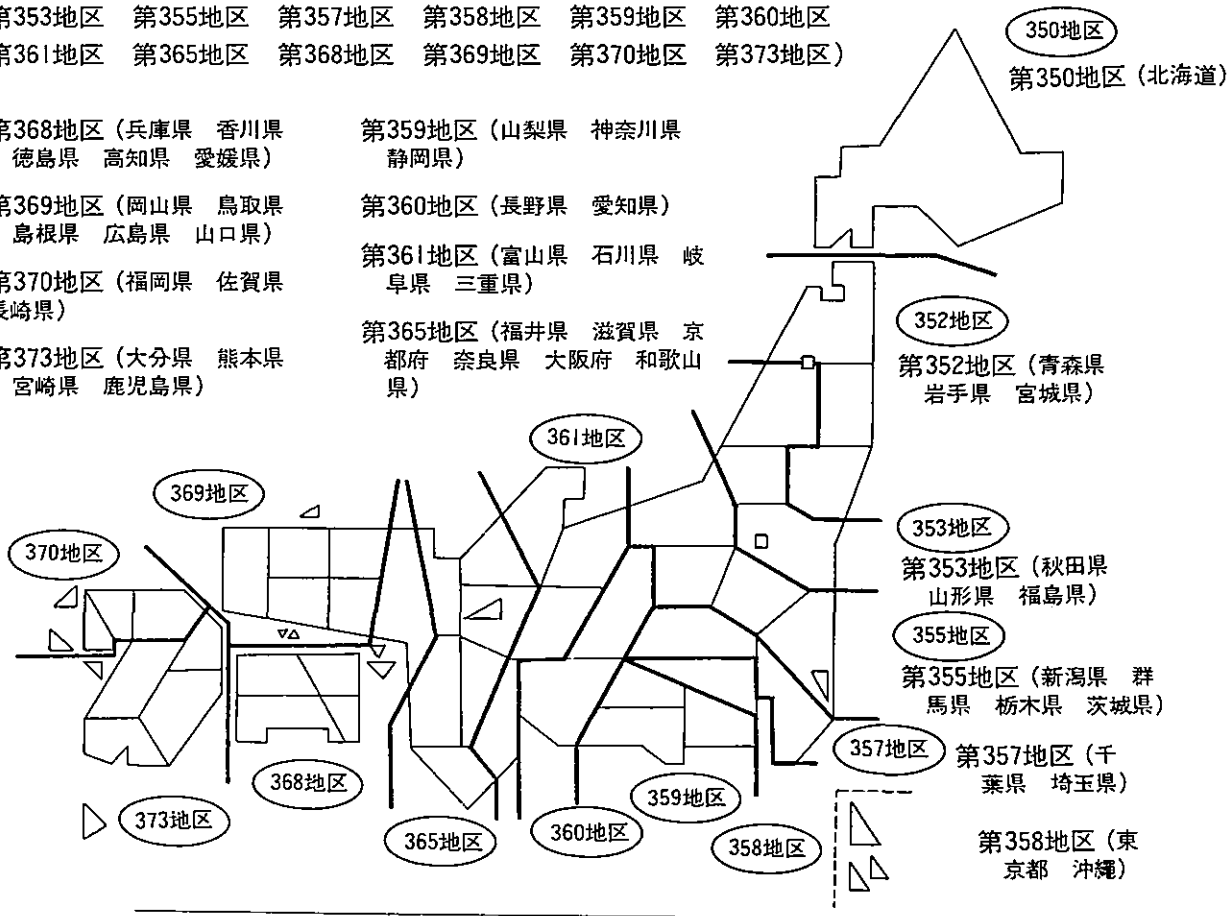 第353地区 第355地区 第357地区 第358地区 第359地区 第360地区
第361地区 第365地区 第368地区 第369地区 第370地区 第373地区)
350地区
第350地区 (北海道)
第368地区 (兵庫県 香川県
徳島県 高知県 愛媛県)
第369地区 (岡山県 鳥取県
島根県 広島県 山口県)
第370地区 (福岡県 佐賀県
長崎県)
第373地区 (大分県 熊本県
宮崎県 鹿児島県)
第359地区 (山梨県 神奈川県
静岡県)
第360地区 (長野県 愛知県)
第361地区 (富山県 石川県 岐
阜県 三重県)
第365地区 (福井県 滋賀県 京
都府 奈良県 大阪府 和歌山
県)
352地区
第352地区 (青森県
岩手県 宮城県)
361地区
369地区
370地区
353地区
第353地区 (秋田県
山形県 福島県)
355地区
第355地区 (新潟県 群
馬県 栃木県 茨城県)
357地区
第357地区 (千
葉県 埼玉県)
368地区
359地区
373地区
365地区
360地区
358地区
第358地区 (東
京都 沖縄)